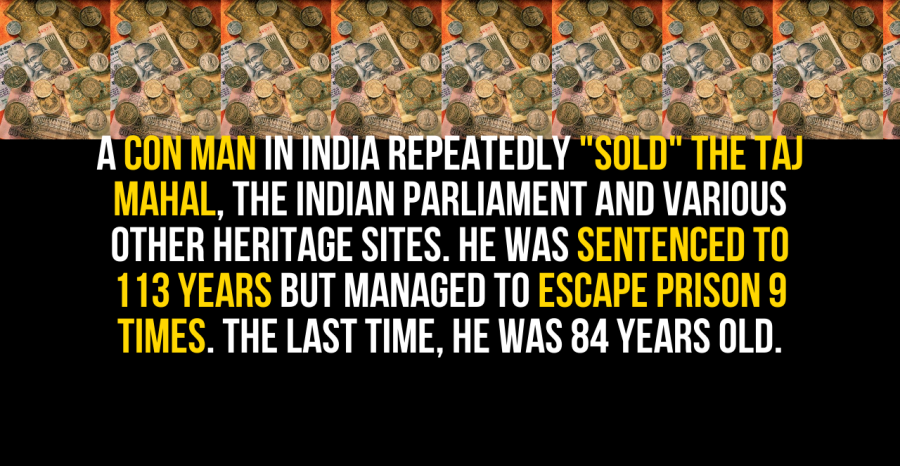 A CON MAN IN INDIA REPEATEDLY "SOLD" THE TAJ
MAHAL, THE INDIAN PARLIAMENT AND VARIOUS
OTHER HERITAGE SITES. HE WAS SENTENCED TO
113 YEARS BUT MANAGED TO ESCAPE PRISON 9
TIMES. THE LAST TIME, HE WAS 84 YEARS OLD.